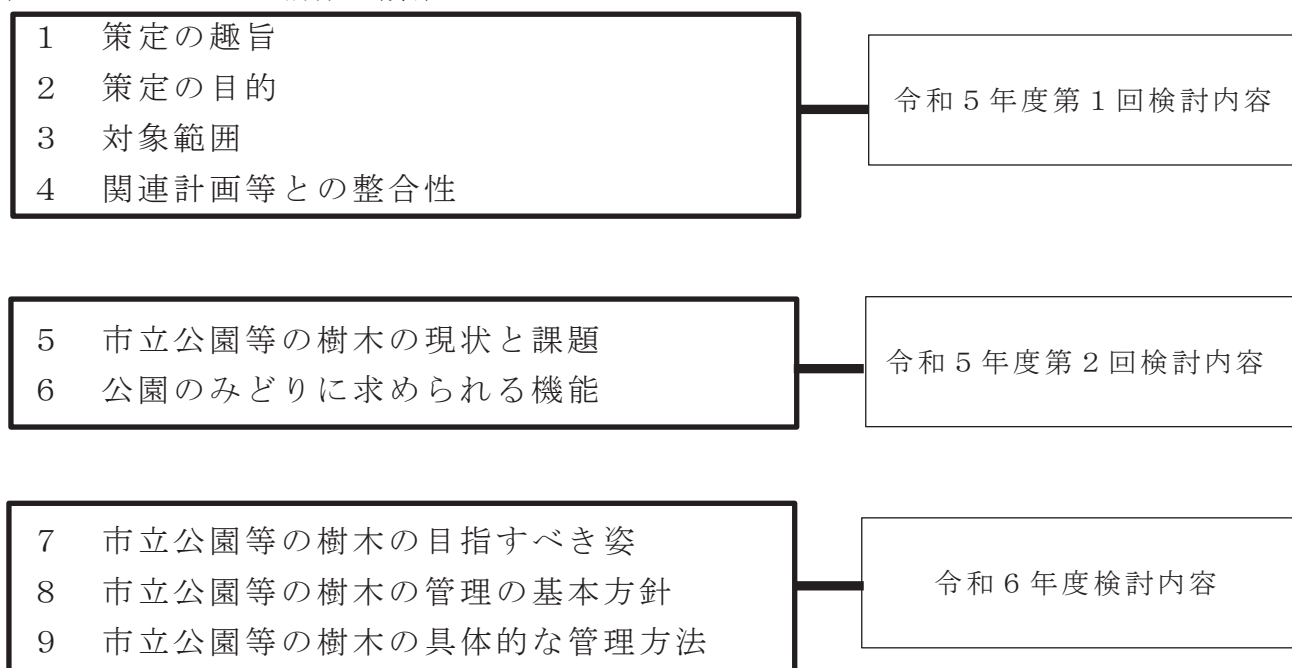 1 策定の趣旨
2 策定の目的
3 対象範囲
4 関連計画等との整合性
令和5年度第1回検討内容
5 市立公園等の樹木の現状と課題
6 公園のみどりに求められる機能
令和5年度第2回検討内容
7 市立公園等の樹木の目指すべき姿
8 市立公園等の樹木の管理の基本方針
9 市立公園等の樹木の具体的な管理方法
令和6年度検討内容